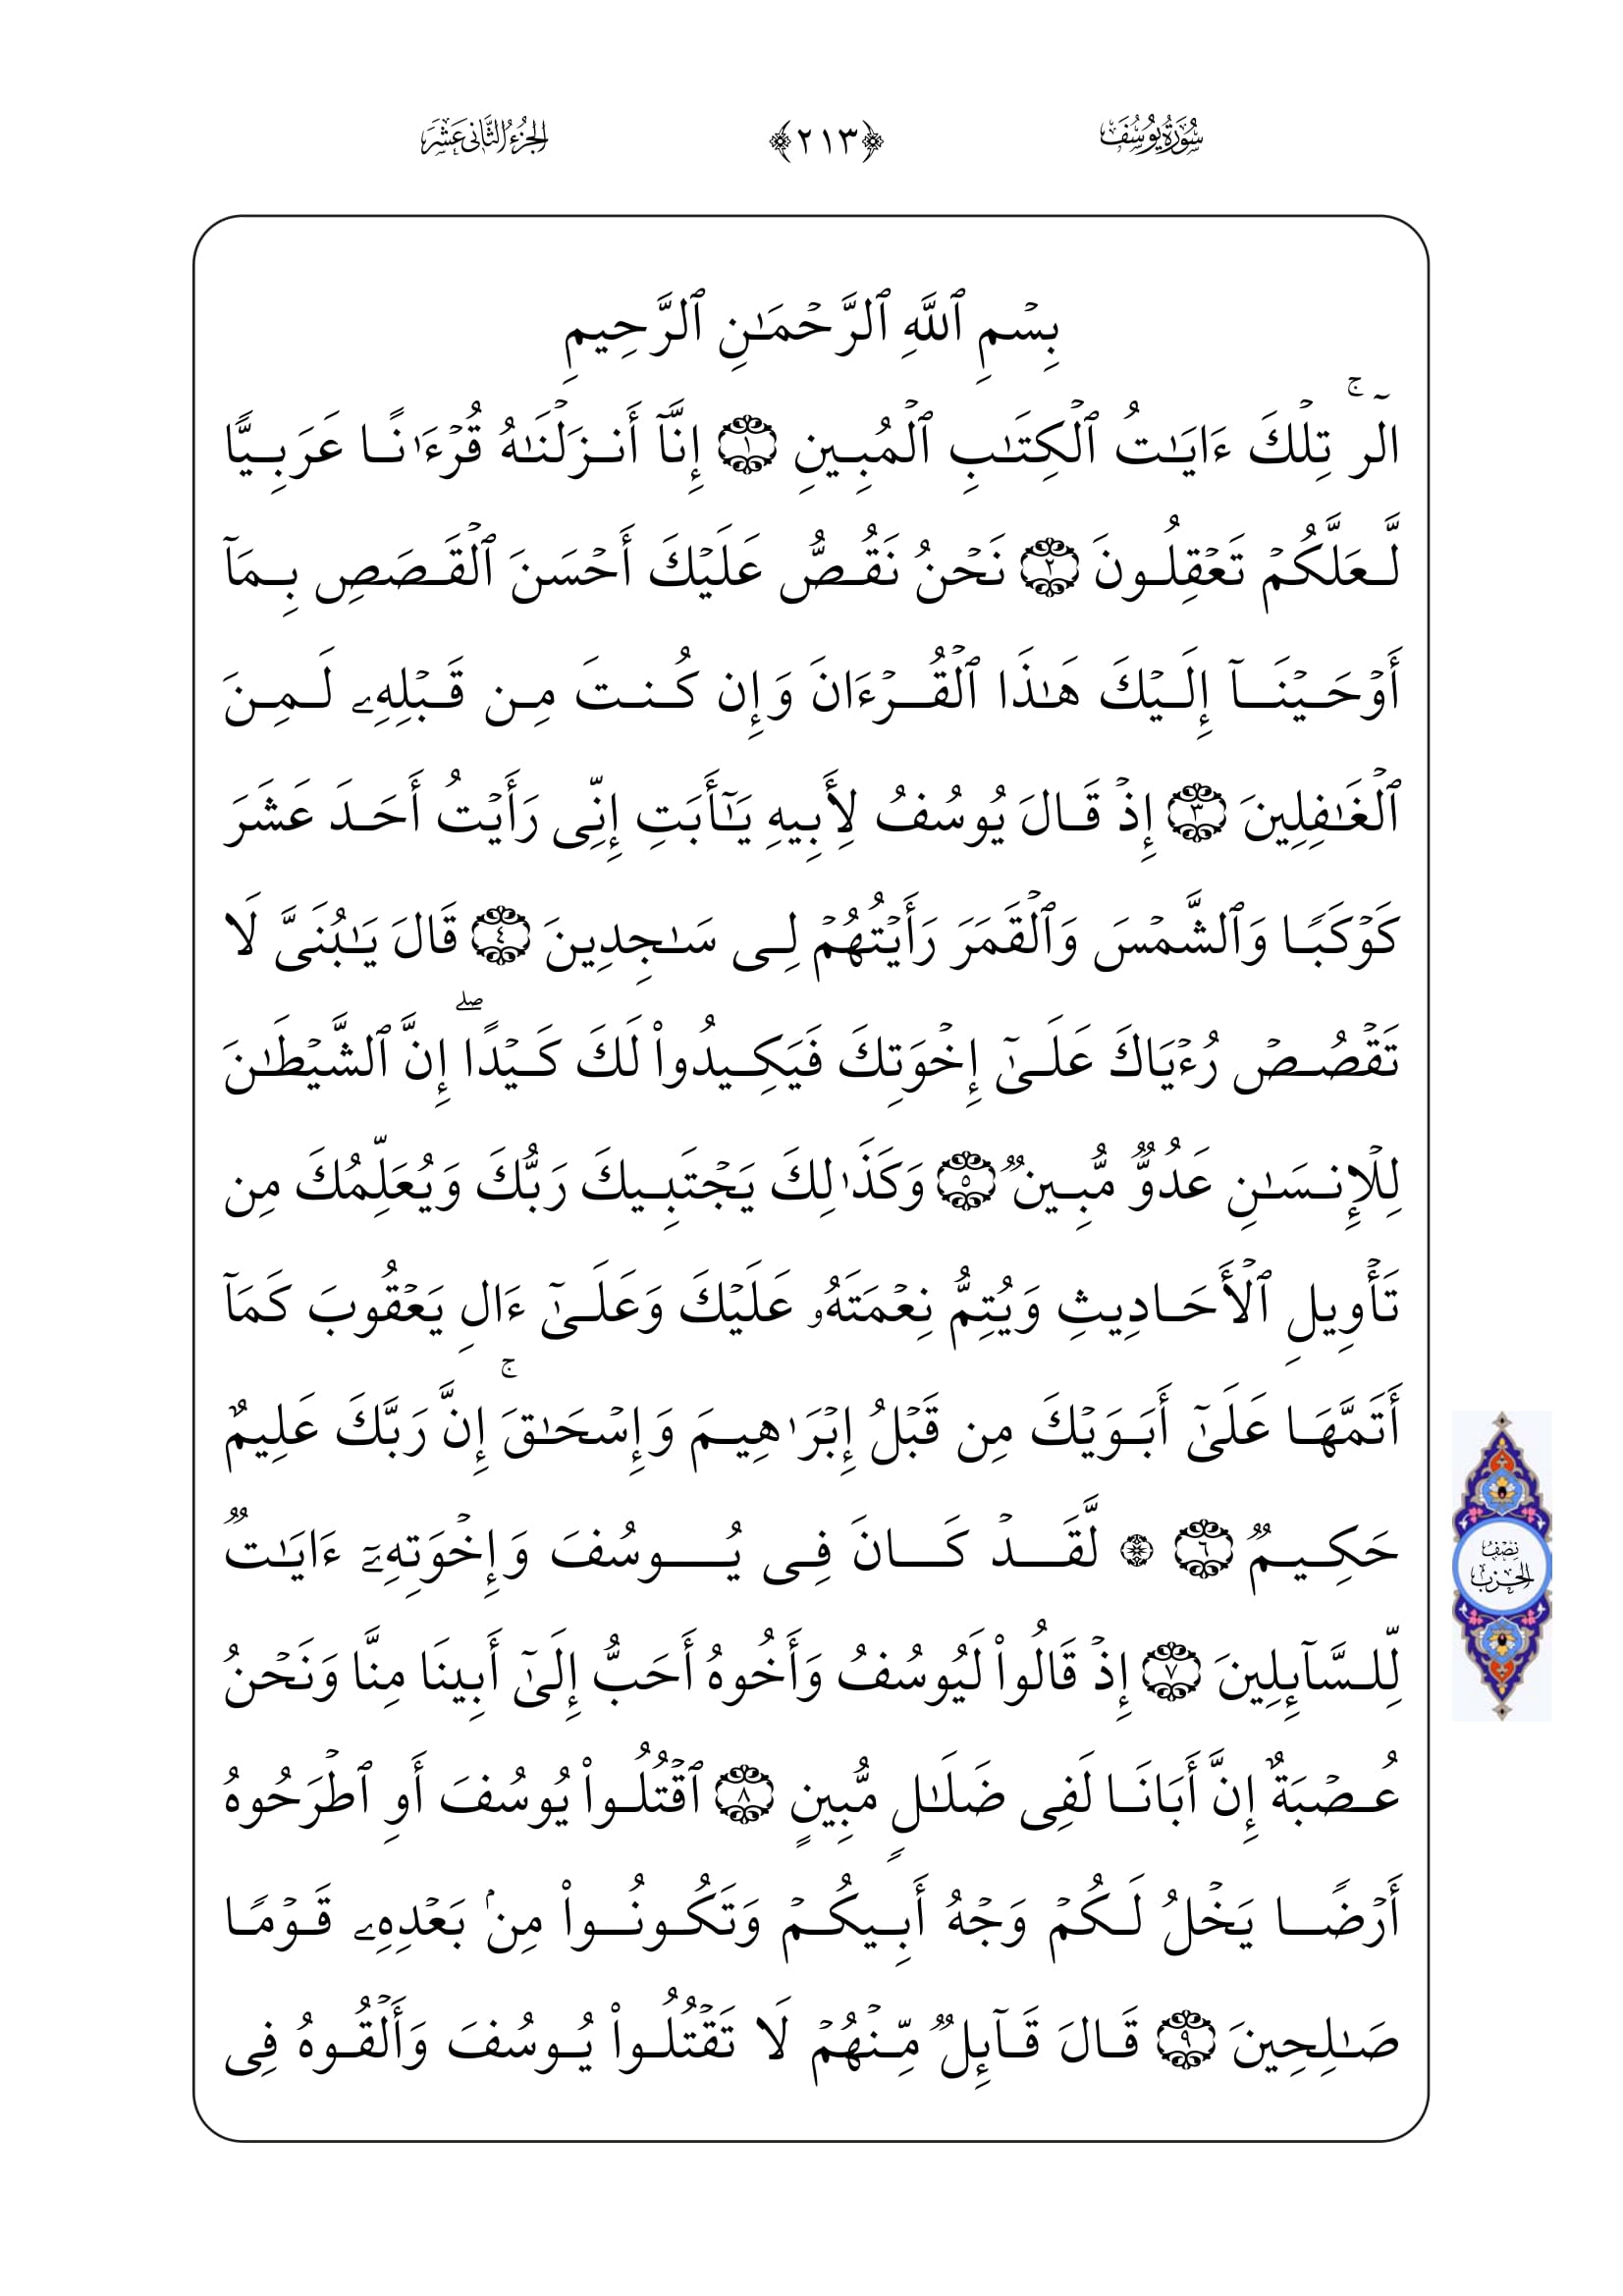 سُورَةُ يُوسُفَ ﴿٢١٣﴾ الجُزْءُ الثَّانِي عَشَرَ
بِسۡمِ ٱللَّهِ ٱلرَّحۡمَـٰنِ ٱلرَّحِيمِ
الٓرۚ تِلۡكَ ءَايَـٰتُ ٱلۡكِتَـٰبِ ٱلۡمُبِينِ ١ إِنَّآ أَنزَلۡنَـٰهُ قُرۡءَٰنًا عَرَبِيًّا
لَّعَلَّكُمۡ تَعۡقِلُونَ ٢ نَحۡنُ نَقُصُّ عَلَيۡكَ أَحۡسَنَ ٱلۡقَصَصِ بِمَآ
أَوۡحَيۡنَآ إِلَيۡكَ هَـٰذَا ٱلۡقُرۡءَانَ وَإِن كُنتَ مِن قَبۡلِهِۦ لَمِنَ
ٱلۡغَـٰفِلِينَ ٣ إِذۡ قَالَ يُوسُفُ لِأَبِيهِ يَـٰٓأَبَتِ إِنِّى رَأَيۡتُ أَحَدَ عَشَرَ
كَوۡكَبًا وَٱلشَّمۡسَ وَٱلۡقَمَرَ رَأَيۡتُهُمۡ لِى سَـٰجِدِينَ ٤ قَالَ يَـٰبُنَىَّ لَا
تَقۡصُصۡ رُءۡيَاكَ عَلَىٰٓ إِخۡوَتِكَ فَيَكِيدُوا۟ لَكَ كَيۡدًاۖ إِنَّ ٱلشَّيۡطَـٰنَ
لِلۡإِنسَـٰنِ عَدُوٌّ مُّبِينٌ ٥ وَكَذَٰلِكَ يَجۡتَبِيكَ رَبُّكَ وَيُعَلِّمُكَ مِن
تَأۡوِيلِ ٱلۡأَحَادِيثِ وَيُتِمُّ نِعۡمَتَهُۥ عَلَيۡكَ وَعَلَىٰٓ ءَالِ يَعۡقُوبَ كَمَآ
أَتَمَّهَا عَلَىٰٓ أَبَوَيۡكَ مِن قَبۡلُ إِبۡرَٰهِيمَ وَإِسۡحَـٰقَۚ إِنَّ رَبَّكَ عَلِيمٌ
حَكِيمٌ ٦ ۞ لَّقَدۡ كَانَ فِى يُوسُفَ وَإِخۡوَتِهِۦٓ ءَايَـٰتٌ
نِصْفُ الحِزْبِ
لِّلسَّآئِلِينَ ٧ إِذۡ قَالُوا۟ لَيُوسُفُ وَأَخُوهُ أَحَبُّ إِلَىٰٓ أَبِينَا مِنَّا وَنَحۡنُ
عُصۡبَةٌ إِنَّ أَبَانَا لَفِى ضَلَـٰلٍ مُّبِينٍ ٨ ٱقۡتُلُوا۟ يُوسُفَ أَوِ ٱطۡرَحُوهُ
أَرۡضًا يَخۡلُ لَكُمۡ وَجۡهُ أَبِيكُمۡ وَتَكُونُوا۟ مِنۢ بَعۡدِهِۦ قَوۡمًا
صَـٰلِحِينَ ٩ قَالَ قَآئِلٌ مِّنۡهُمۡ لَا تَقۡتُلُوا۟ يُوسُفَ وَأَلۡقُوهُ فِى